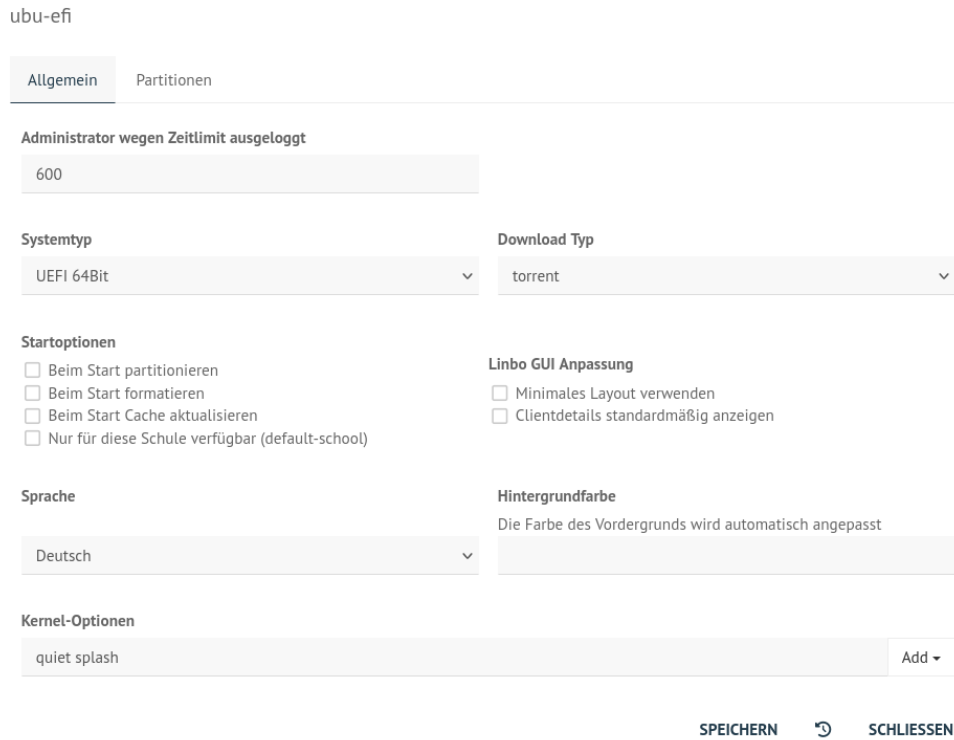 ubu-efi
Allgemein Partitionen
Administrator wegen Zeitlimit ausgeloggt
600
Systemtyp
UEFI 64Bit
Download Typ
torrent
Startoptionen
Beim Start partitionieren
Beim Start formatieren
Beim Start Cache aktualisieren
Nur für diese Schule verfügbar (default-school)
Linbo GUI Anpassung
Minimales Layout verwenden
Clientdetails standardmäßig anzeigen
Sprache
Deutsch
Hintergrundfarbe
Die Farbe des Vordergrunds wird automatisch angepasst
Kernel-Optionen
quiet splash Add
SPEICHERN SCHLIESSEN